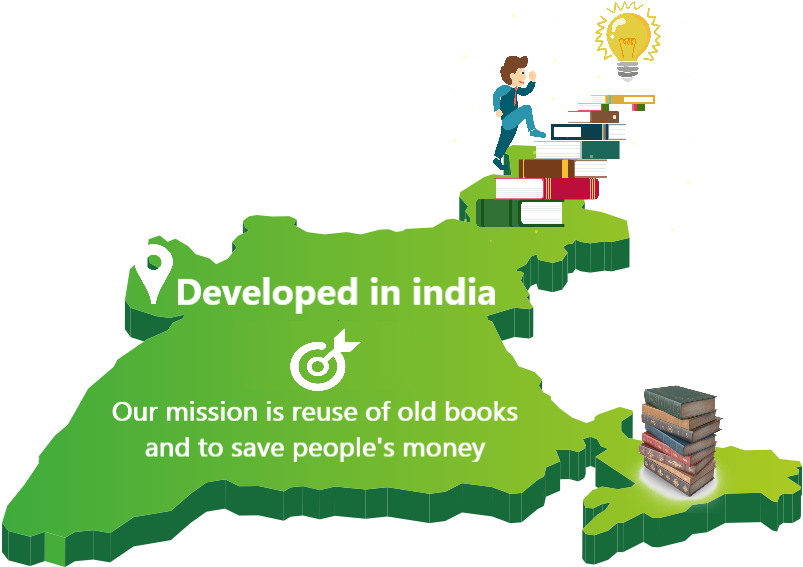 Developed in india
Our mission is reuse of old books
and to save people's money